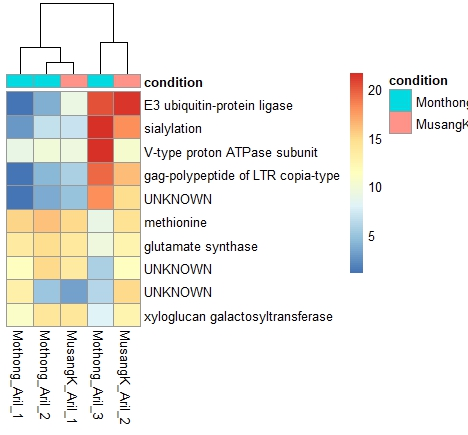 condition
E3 ubiquitin-protein ligase
sialylation
V-type proton ATPase subunit
gag-polypeptide of LTR copia-type
UNKNOWN
methionine
glutamate synthase
UNKNOWN
UNKNOWN
xyloglucan galactosyltransferase
Mothong_Aril_1
Mothong_Aril_2
MusangK_Aril_1
Mothong_Aril_3
MusangK_Aril_2
20
15
10
5
condition
Monthong
MusangK